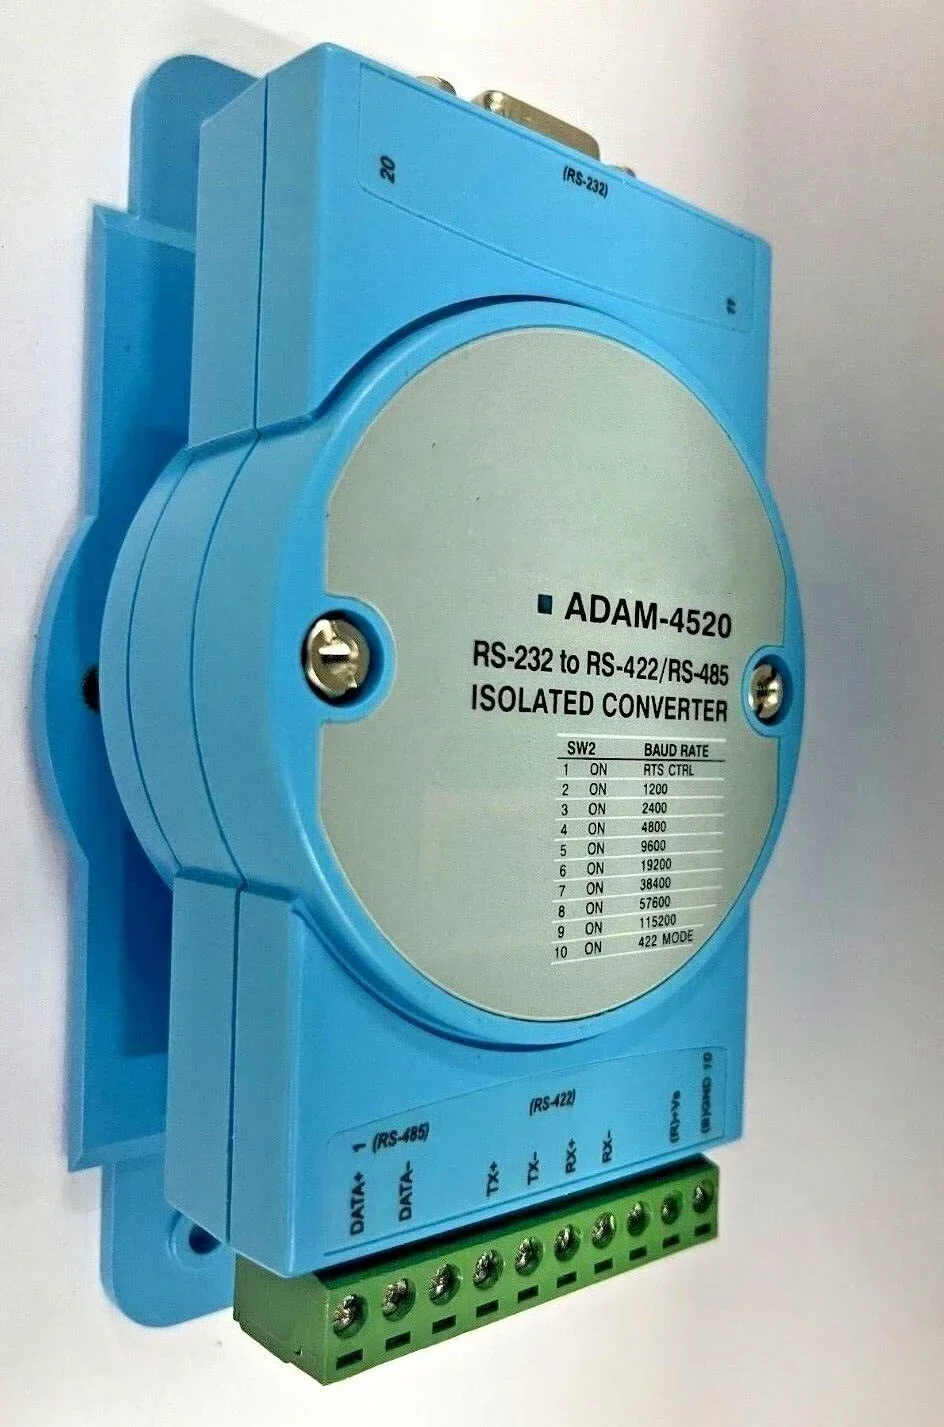 20
(RS-232)
11
ADAM-4520
RS-232 to RS-422/RS-485
ISOLATED CONVERTER
SW2 BAUD RATE
1 ON RTS CTRL
2 ON 1200
3 ON 2400
4 ON 4800
5 ON 9600
6 ON 19200
7 ON 38400
8 ON 57600
9 ON 115200
10 ON 422 MODE
1 (RS-485) (RS-422) 10
DATA+ DATA- TX+ TX- RX+ RX- (R)+Vs (B)GND